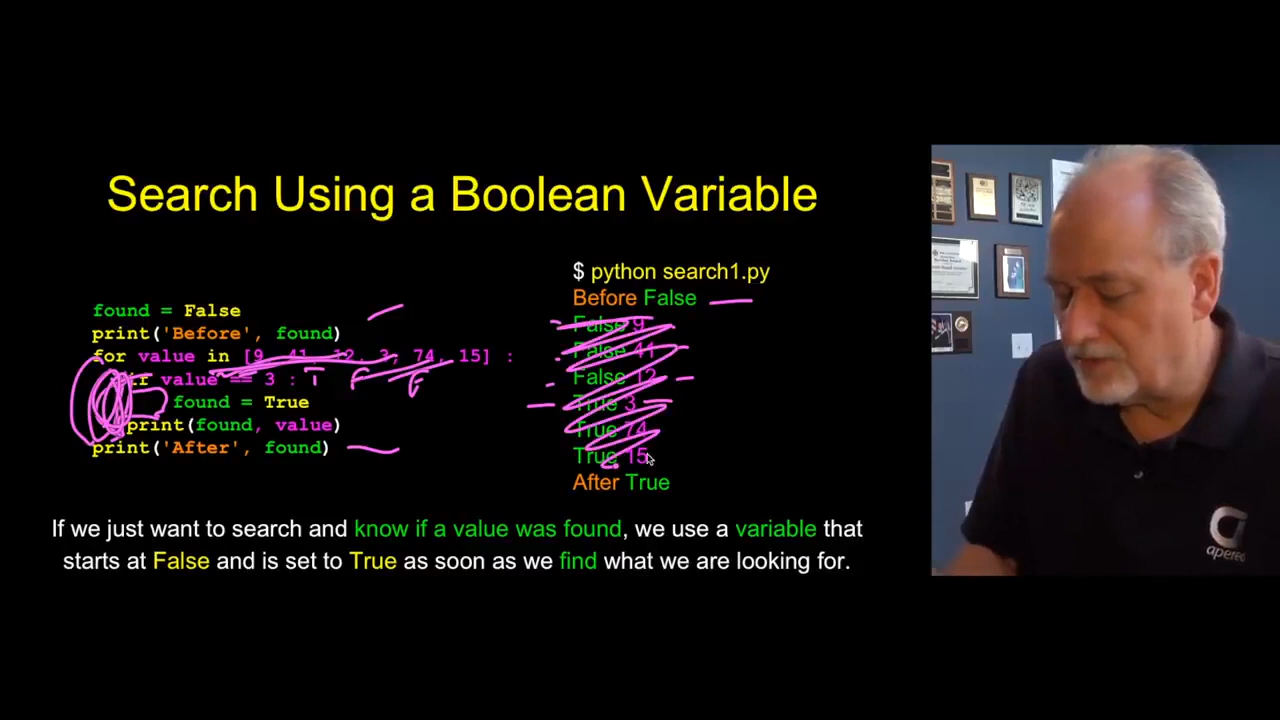 Search Using a Boolean Variable
found = False
print('Before', found)
for value in [9, 41, 12, 3, 74, 15] :
if value == 3 :
found = True
print(found, value)
print('After', found)
T F F
$ python search1.py
Before False
False 9
False 41
False 12
True 3
True 74
True 15
After True
If we just want to search and know if a value was found, we use a variable that
starts at False and is set to True as soon as we find what we are looking for.
apereo